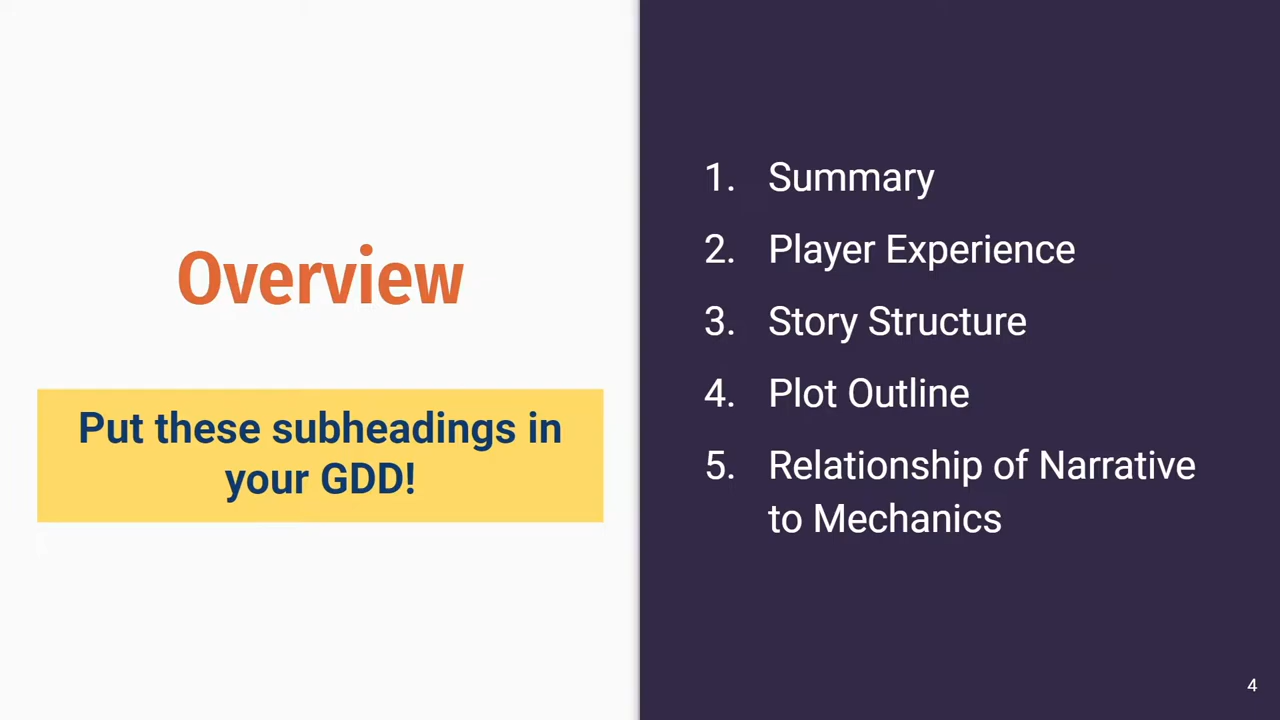 Overview
Put these subheadings in
your GDD!
1. Summary
2. Player Experience
3. Story Structure
4. Plot Outline
5. Relationship of Narrative
to Mechanics
4